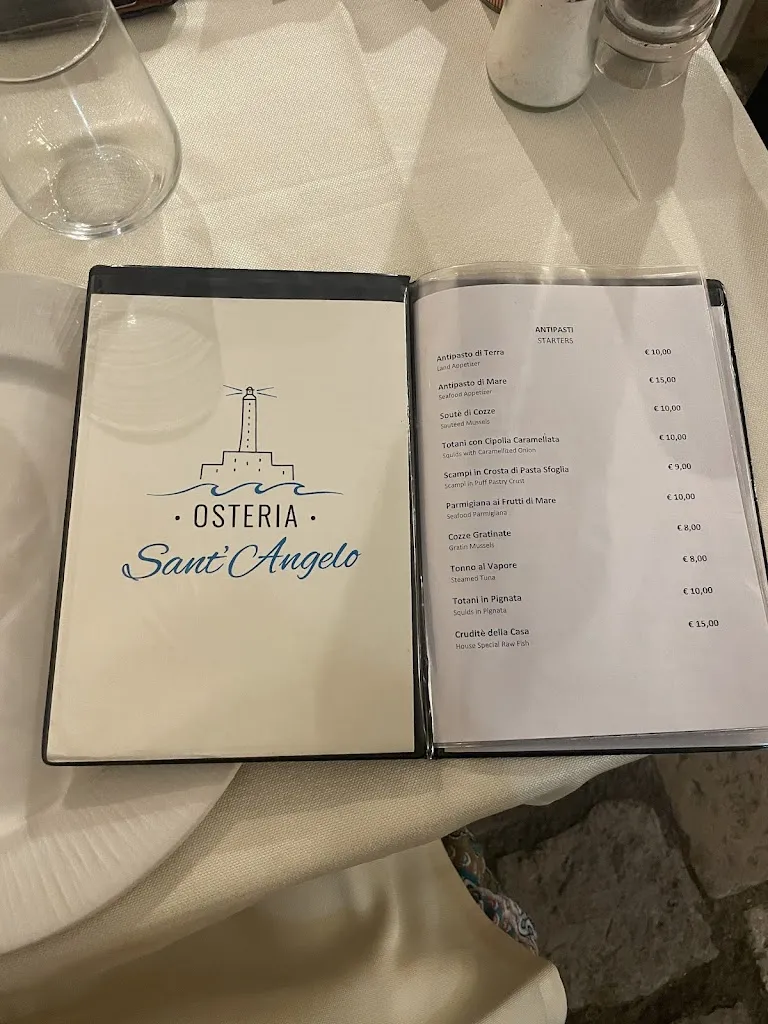 · OSTERIA ·
Sant'Angelo
ANTIPASTI
STARTERS
Antipasto di Terra € 10,00
Land Appetizer
Antipasto di Mare € 15,00
Seafood Appetizer
Soutè di Cozze € 10,00
Souteed Mussels
Totani con Cipolla Caramellata € 10,00
Squids with Caramellized Onion
Scampi in Crosta di Pasta Sfoglia € 9,00
Scampi in Puff Pastry Crust
Parmigiana ai Frutti di Mare € 10,00
Seafood Parmigiana
Cozze Gratinate € 8,00
Gratin Mussels
Tonno al Vapore € 8,00
Steamed Tuna
Totani in Pignata € 10,00
Squids in Pignata
Cruditè della Casa € 15,00
House Special Raw Fish